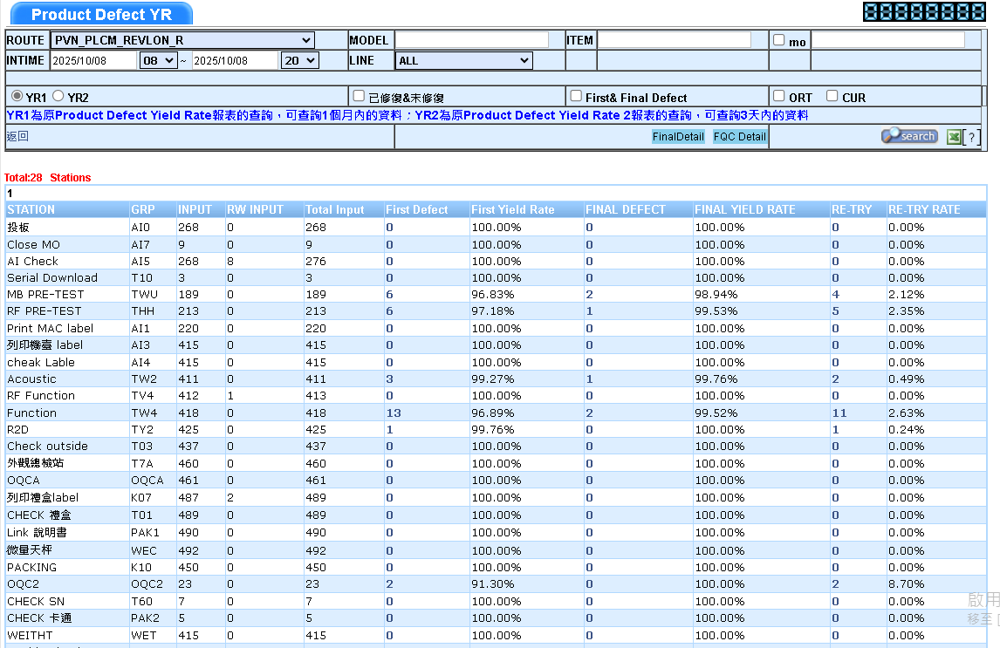 Product Defect YR
ROUTE PVN_PLCM_REVLON_R MODEL ITEM mo
INTIME 2025/10/08 08 ~ 2025/10/08 20 LINE ALL
YR1 YR2 已修復&未修復 First& Final Defect ORT CUR
YR1為原Product Defect Yield Rate報表的查詢，可查詢1個月內的資料；YR2為原Product Defect Yield Rate 2報表的查詢，可查詢3天內的資料
返回 FinalDetail FQC Detail search [?]
Total:28 Stations
1
STATION GRP INPUT RW INPUT Total Input First Defect First Yield Rate FINAL DEFECT FINAL YIELD RATE RE-TRY RE-TRY RATE
投板 AI0 268 0 268 0 100.00% 0 100.00% 0 0.00%
Close MO AI7 9 0 9 0 100.00% 0 100.00% 0 0.00%
AI Check AI5 268 8 276 0 100.00% 0 100.00% 0 0.00%
Serial Download T10 3 0 3 0 100.00% 0 100.00% 0 0.00%
MB PRE-TEST TWU 189 0 189 6 96.83% 2 98.94% 4 2.12%
RF PRE-TEST THH 213 0 213 6 97.18% 1 99.53% 5 2.35%
Print MAC label AI1 220 0 220 0 100.00% 0 100.00% 0 0.00%
列印機臺 label AI3 415 0 415 0 100.00% 0 100.00% 0 0.00%
cheak Lable AI4 415 0 415 0 100.00% 0 100.00% 0 0.00%
Acoustic TW2 411 0 411 3 99.27% 1 99.76% 2 0.49%
RF Function TV4 412 1 413 0 100.00% 0 100.00% 0 0.00%
Function TW4 418 0 418 13 96.89% 2 99.52% 11 2.63%
R2D TY2 425 0 425 1 99.76% 0 100.00% 1 0.24%
Check outside T03 437 0 437 0 100.00% 0 100.00% 0 0.00%
外觀總檢站 T7A 460 0 460 0 100.00% 0 100.00% 0 0.00%
OQCA OQCA 461 0 461 0 100.00% 0 100.00% 0 0.00%
列印禮盒label K07 487 2 489 0 100.00% 0 100.00% 0 0.00%
CHECK 禮盒 T01 489 0 489 0 100.00% 0 100.00% 0 0.00%
Link 說明書 PAK1 490 0 490 0 100.00% 0 100.00% 0 0.00%
微量天枰 WEC 492 0 492 0 100.00% 0 100.00% 0 0.00%
PACKING K10 450 0 450 0 100.00% 0 100.00% 0 0.00%
OQC2 OQC2 23 0 23 2 91.30% 0 100.00% 2 8.70%
CHECK SN T60 7 0 7 0 100.00% 0 100.00% 0 0.00%
啟用
CHECK 卡通 PAK2 5 0 5 0 100.00% 0 100.00% 0 0.00%
移至 [
WEITHT WET 415 0 415 0 100.00% 0 100.00% 0 0.00%